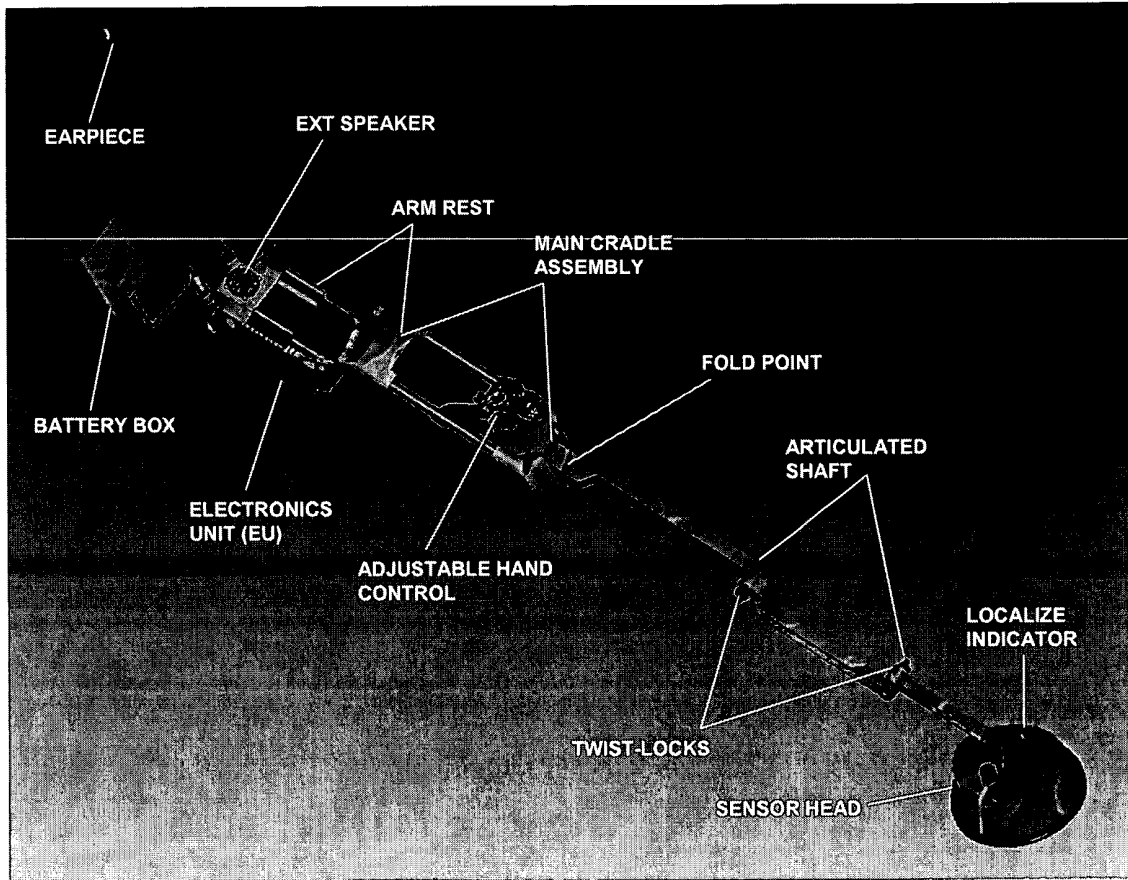 EARPIECE
EXT SPEAKER
ARM REST
MAIN CRADLE
ASSEMBLY
FOLD POINT
BATTERY BOX
ARTICULATED
SHAFT
ELECTRONICS
UNIT (EU)
ADJUSTABLE HAND
CONTROL
LOCALIZE
INDICATOR
TWIST-LOCKS
SENSOR HEAD